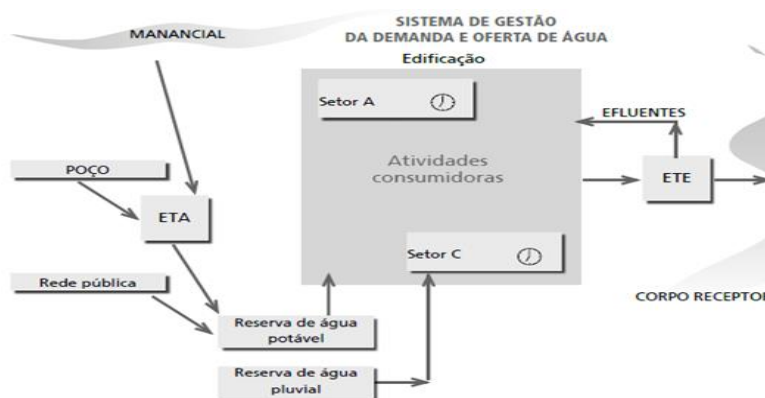 SISTEMA DE GESTÃO
DA DEMANDA E OFERTA DE ÁGUA
MANANCIAL
Edificação
Setor A
EFLUENTES
POÇO
Atividades
consumidoras
ETE
ETA
Setor C
Rede pública
CORPO RECEPTOR
Reserva de água
potável
Reserva de água
pluvial